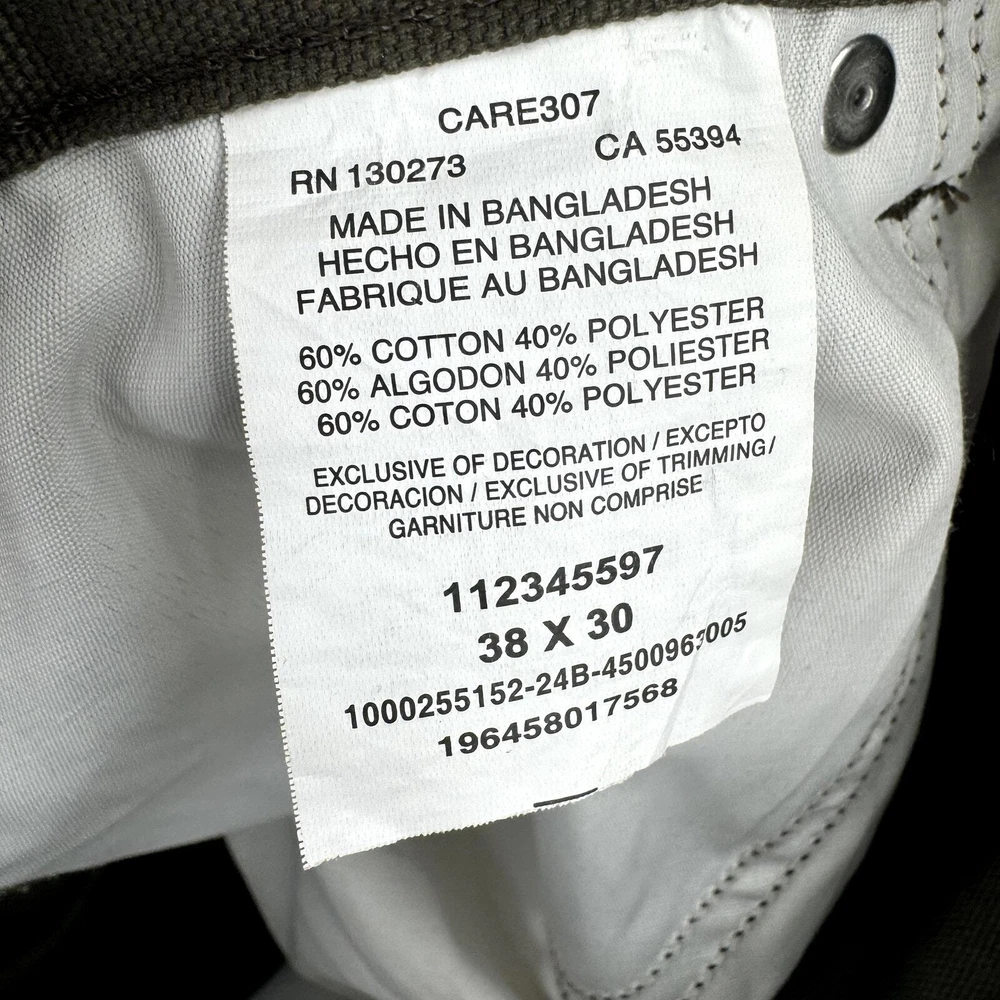 CARE307
RN 130273 CA 55394
MADE IN BANGLADESH
HECHO EN BANGLADESH
FABRIQUE AU BANGLADESH
60% COTTON 40% POLYESTER
60% ALGODON 40% POLIESTER
60% COTON 40% POLYESTER
EXCLUSIVE OF DECORATION / EXCEPTO
DECORACION / EXCLUSIVE OF TRIMMING/
GARNITURE NON COMPRISE
112345597
38 X 30
196458017568